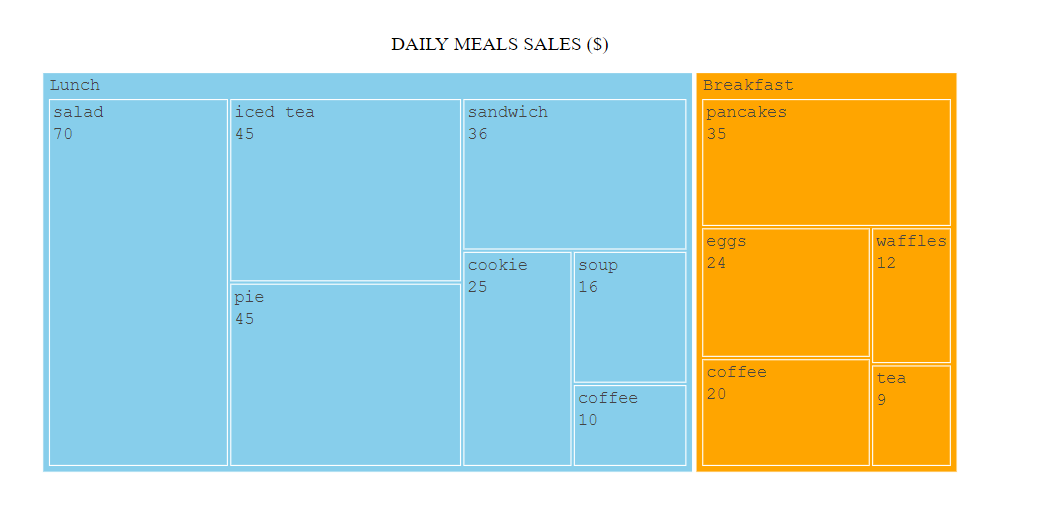 DAILY MEALS SALES ($)
Lunch
salad
70
iced tea
45
pie
45
sandwich
36
cookie
25
soup
16
coffee
10
Breakfast
pancakes
35
eggs
24
waffles
12
coffee
20
tea
9